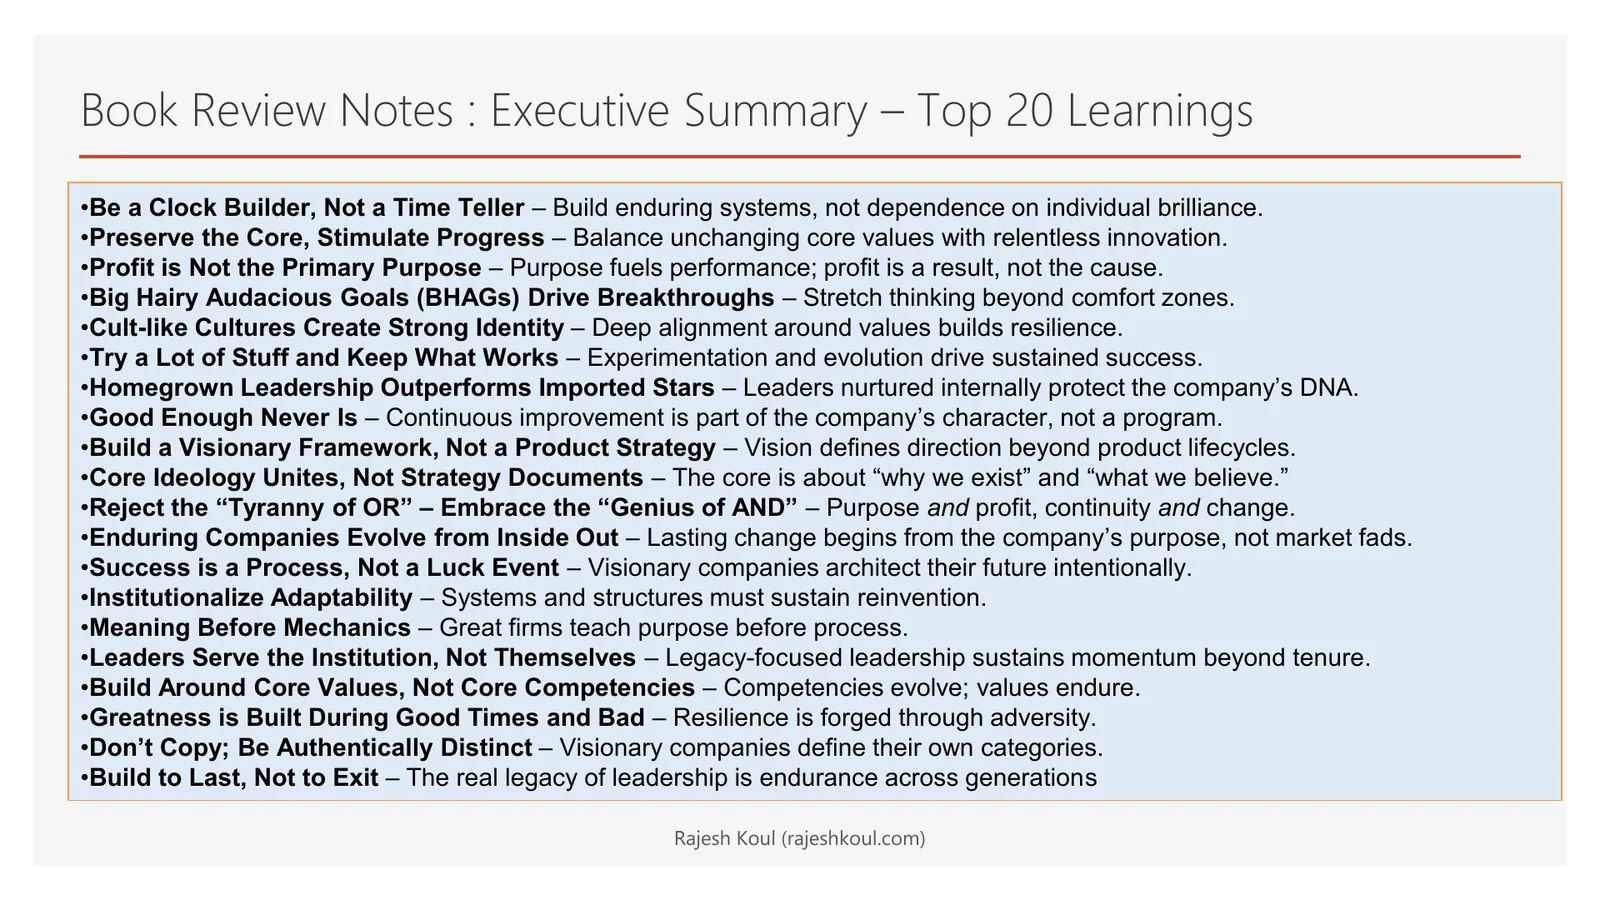 Book Review Notes : Executive Summary – Top 20 Learnings
•Be a Clock Builder, Not a Time Teller – Build enduring systems, not dependence on individual brilliance.
•Preserve the Core, Stimulate Progress – Balance unchanging core values with relentless innovation.
•Profit is Not the Primary Purpose – Purpose fuels performance; profit is a result, not the cause.
•Big Hairy Audacious Goals (BHAGs) Drive Breakthroughs – Stretch thinking beyond comfort zones.
•Cult-like Cultures Create Strong Identity – Deep alignment around values builds resilience.
•Try a Lot of Stuff and Keep What Works – Experimentation and evolution drive sustained success.
•Homegrown Leadership Outperforms Imported Stars – Leaders nurtured internally protect the company’s DNA.
•Good Enough Never Is – Continuous improvement is part of the company’s character, not a program.
•Build a Visionary Framework, Not a Product Strategy – Vision defines direction beyond product lifecycles.
•Core Ideology Unites, Not Strategy Documents – The core is about “why we exist” and “what we believe.”
•Reject the “Tyranny of OR” – Embrace the “Genius of AND” – Purpose and profit, continuity and change.
•Enduring Companies Evolve from Inside Out – Lasting change begins from the company’s purpose, not market fads.
•Success is a Process, Not a Luck Event – Visionary companies architect their future intentionally.
•Institutionalize Adaptability – Systems and structures must sustain reinvention.
•Meaning Before Mechanics – Great firms teach purpose before process.
•Leaders Serve the Institution, Not Themselves – Legacy-focused leadership sustains momentum beyond tenure.
•Build Around Core Values, Not Core Competencies – Competencies evolve; values endure.
•Greatness is Built During Good Times and Bad – Resilience is forged through adversity.
•Don’t Copy; Be Authentically Distinct – Visionary companies define their own categories.
•Build to Last, Not to Exit – The real legacy of leadership is endurance across generations
Rajesh Koul (rajeshkoul.com)